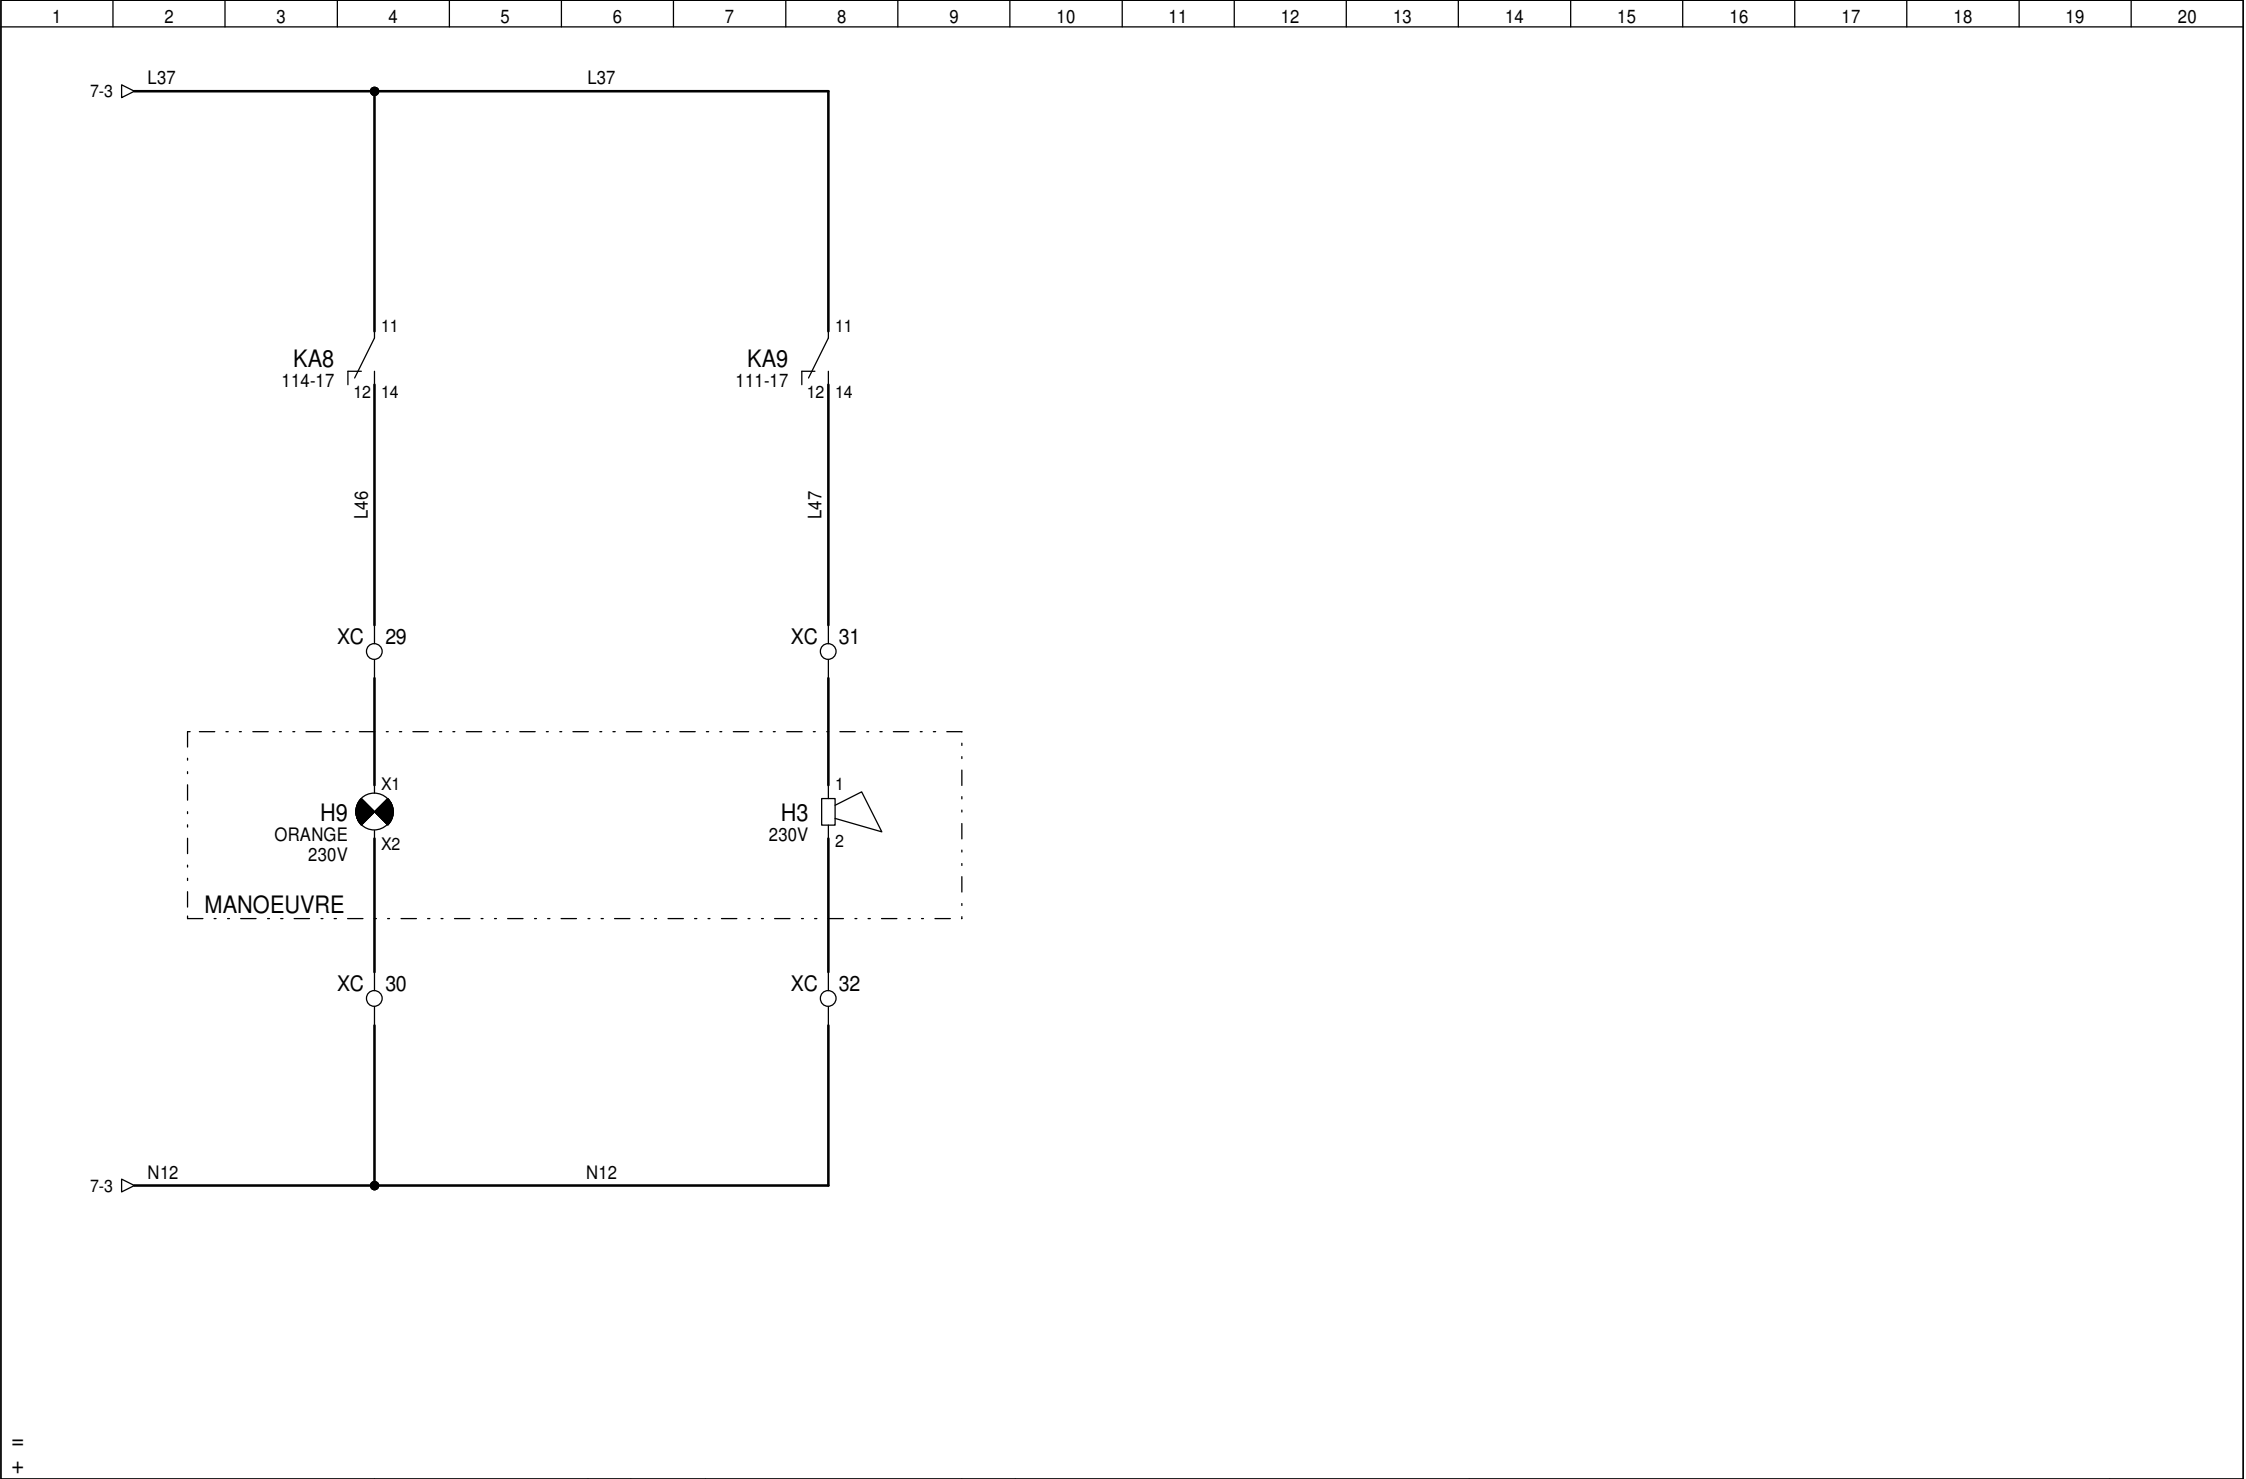 1 2 3 4 5 6 7 8 9 10 11 12 13 14 15 16 17 18 19 20
L37 L37
7-3
11 11
KA8 KA9
114-17 111-17
12 14 12 14
L46 L47
XC 29 XC 31
X1 1
H9 H3
ORANGE 230V
230V
X2 2
MANOEUVRE
XC 30 XC 32
N12 N12
7-3
=
+